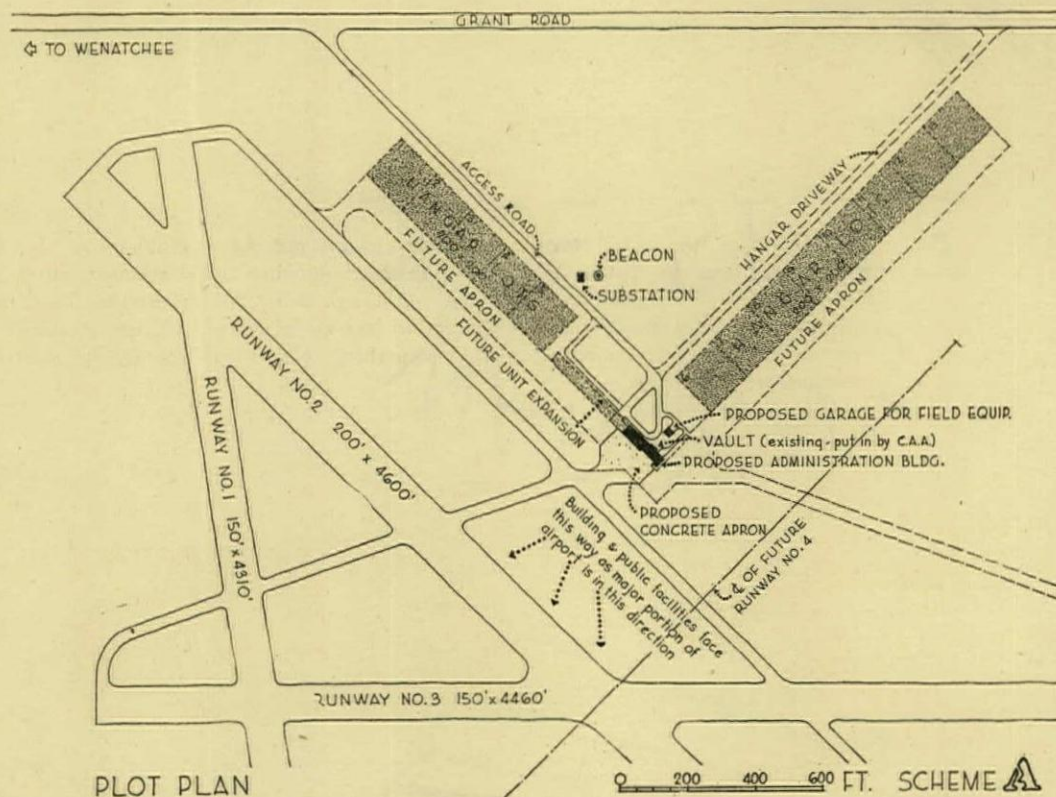 GRANT ROAD
TO WENATCHEE
ACCESS ROAD
HANGAR DRIVEWAY
HANGAR LOTS
FUTURE APRON
BEACON
SUBSTATION
HANGAR LOTS
FUTURE APRON
FUTURE UNIT EXPANSION
RUNWAY NO.2 200' x 4600'
RUNWAY NO.1 150' x 4310'
PROPOSED GARAGE FOR FIELD EQUIP.
VAULT (existing - put in by C.A.A.)
PROPOSED ADMINISTRATION BLDG.
PROPOSED
CONCRETE APRON
Building & public facilities face
this way as major portion of
airport is in this direction
℄ OF FUTURE
RUNWAY NO.4
RUNWAY NO.3 150' x 4460'
PLOT PLAN
0 200 400 600 FT. SCHEME A